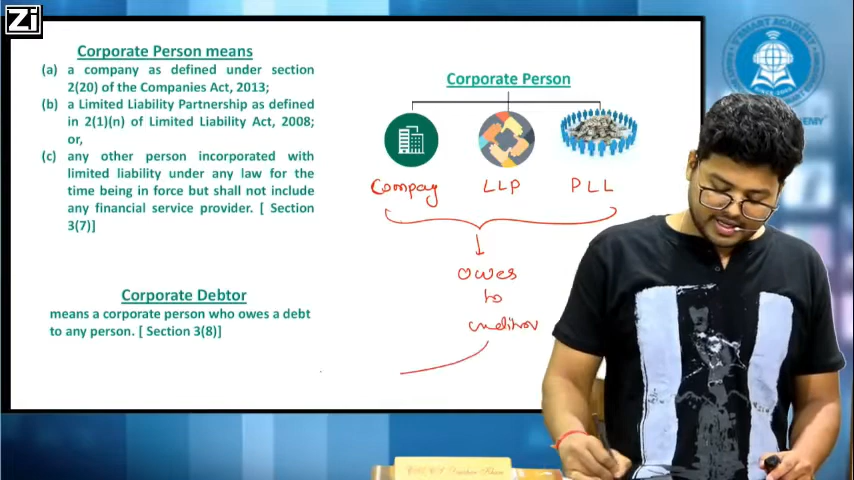 Zi
Corporate Person means
(a) a company as defined under section
2(20) of the Companies Act, 2013;
(b) a Limited Liability Partnership as defined
in 2(1)(n) of Limited Liability Act, 2008;
or,
(c) any other person incorporated with
limited liability under any law for the
time being in force but shall not include
any financial service provider. [ Section
3(7)]
Corporate Debtor
means a corporate person who owes a debt
to any person. [ Section 3(8)]
Corporate Person
Company LLP PLL
owes
to
creditor